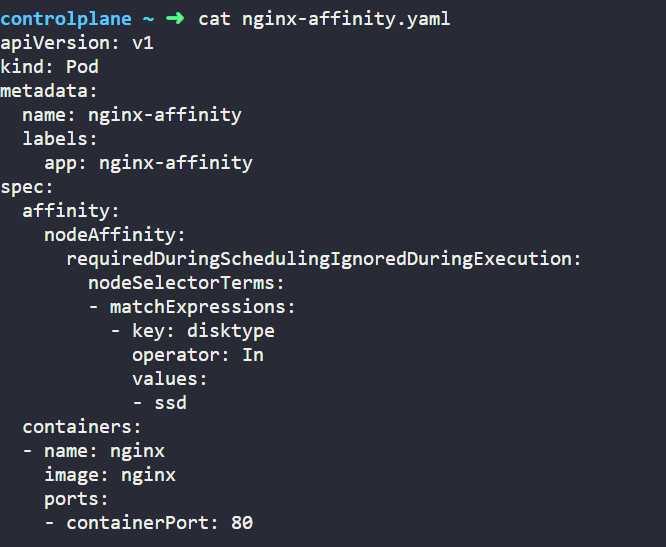 controlplane ~ ➜ cat nginx-affinity.yaml
apiVersion: v1
kind: Pod
metadata:
  name: nginx-affinity
  labels:
    app: nginx-affinity
spec:
  affinity:
    nodeAffinity:
      requiredDuringSchedulingIgnoredDuringExecution:
        nodeSelectorTerms:
        - matchExpressions:
          - key: disktype
            operator: In
            values:
            - ssd
  containers:
  - name: nginx
    image: nginx
    ports:
    - containerPort: 80